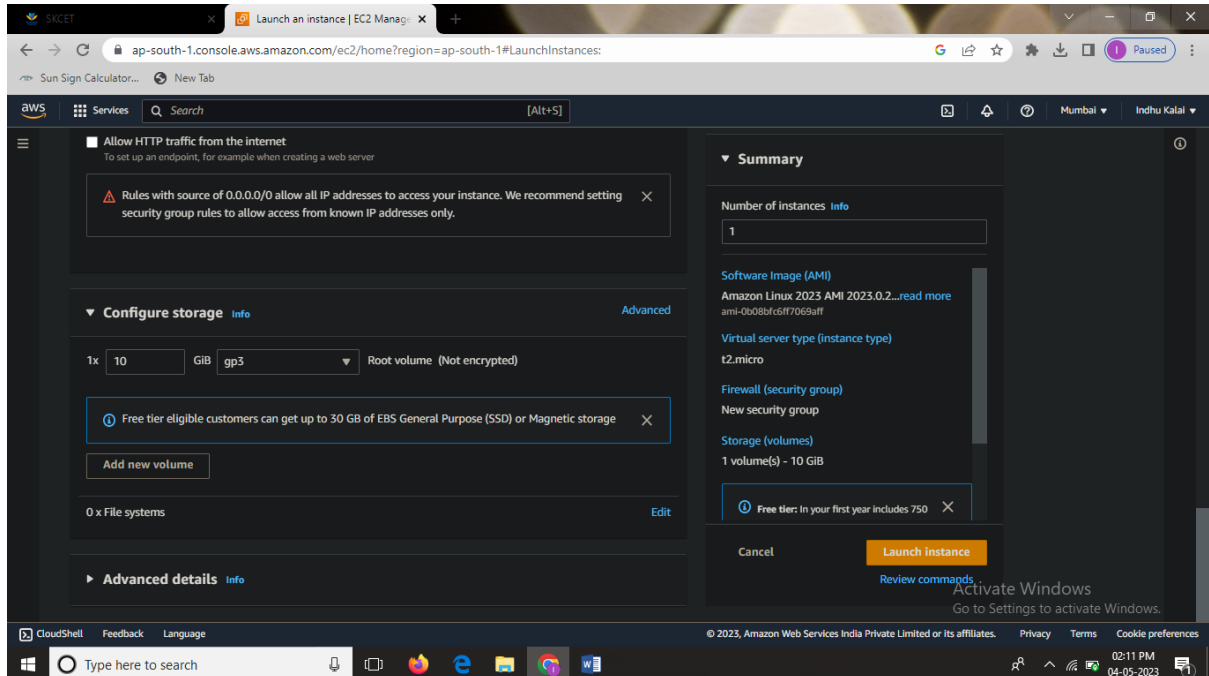 SKCET
Launch an instance | EC2 Manage
ap-south-1.console.aws.amazon.com/ec2/home?region=ap-south-1#LaunchInstances:
G
I
Paused
Sun Sign Calculator...
New Tab
aws
Services
Search
[Alt+S]
Mumbai
Indhu Kalai
Allow HTTP traffic from the internet
To set up an endpoint, for example when creating a web server
Rules with source of 0.0.0.0/0 allow all IP addresses to access your instance. We recommend setting
security group rules to allow access from known IP addresses only.
Configure storage Info
Advanced
1x 10 GiB gp3 Root volume (Not encrypted)
Free tier eligible customers can get up to 30 GB of EBS General Purpose (SSD) or Magnetic storage
Add new volume
0 x File systems
Edit
Advanced details Info
Summary
Number of instances Info
1
Software Image (AMI)
Amazon Linux 2023 AMI 2023.0.2...read more
ami-0b08bfc6ff7069aff
Virtual server type (instance type)
t2.micro
Firewall (security group)
New security group
Storage (volumes)
1 volume(s) - 10 GiB
Free tier: In your first year includes 750
Cancel
Launch instance
Review commands
Activate Windows
Go to Settings to activate Windows.
CloudShell
Feedback
Language
© 2023, Amazon Web Services India Private Limited or its affiliates.
Privacy
Terms
Cookie preferences
Type here to search
02:11 PM
04-05-2023
1